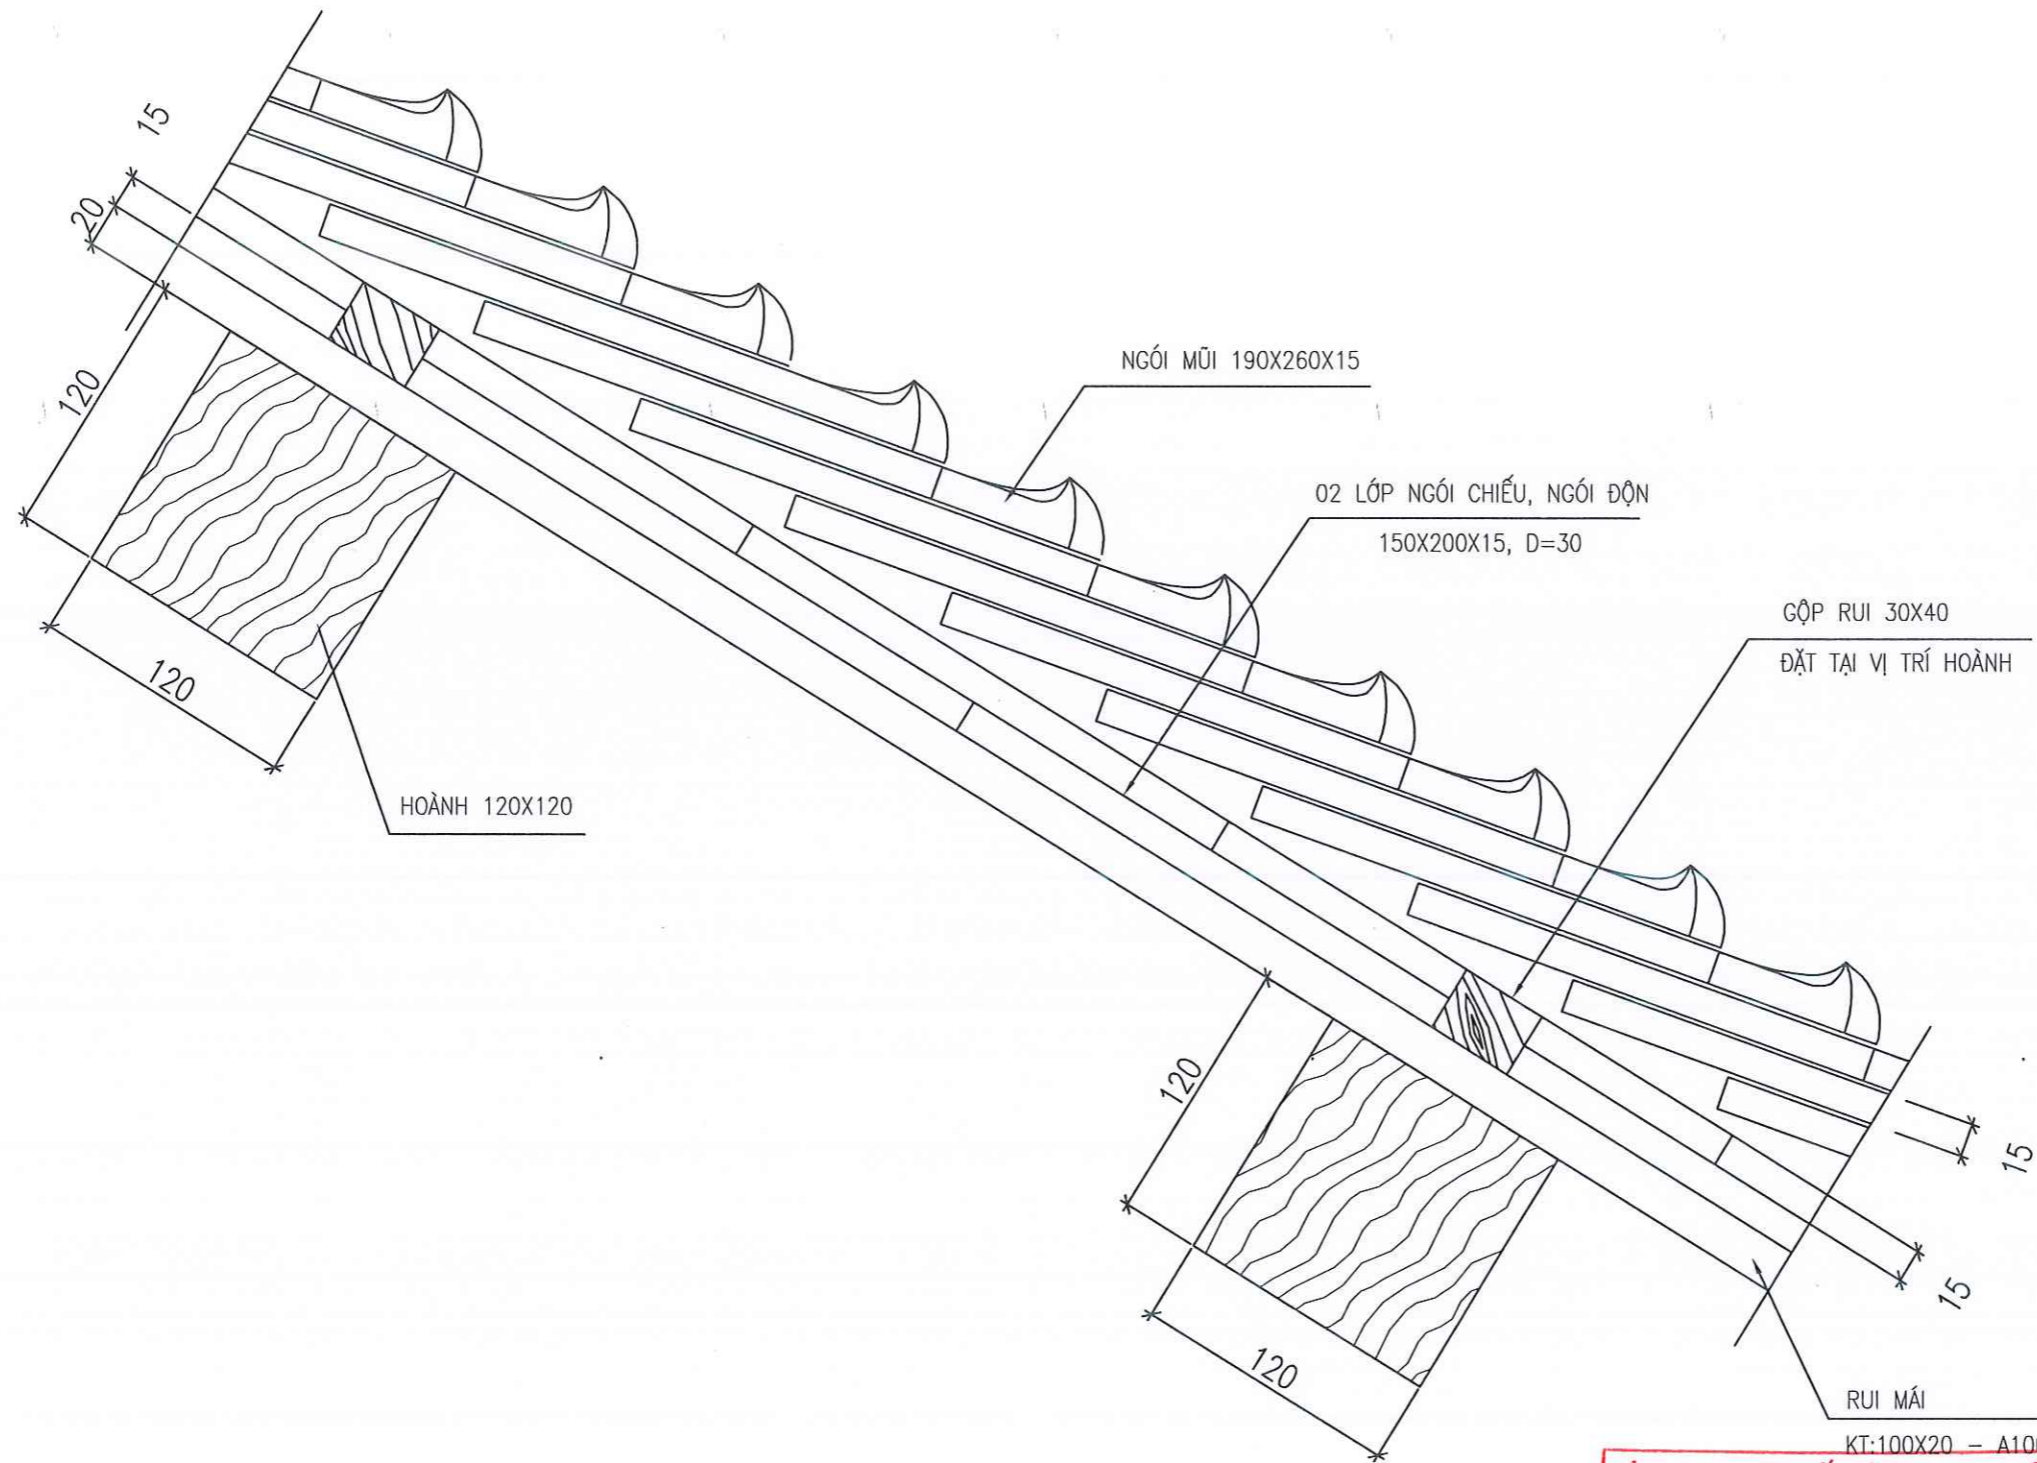 15
20
120
120
NGÓI MŨI 190X260X15
02 LỚP NGÓI CHIẾU, NGÓI ĐỘN
150X200X15, D=30
GỘP RUI 30X40
ĐẶT TẠI VỊ TRÍ HOÀNH
HOÀNH 120X120
120
120
15
15
RUI MÁI
KT:100X20 – A10